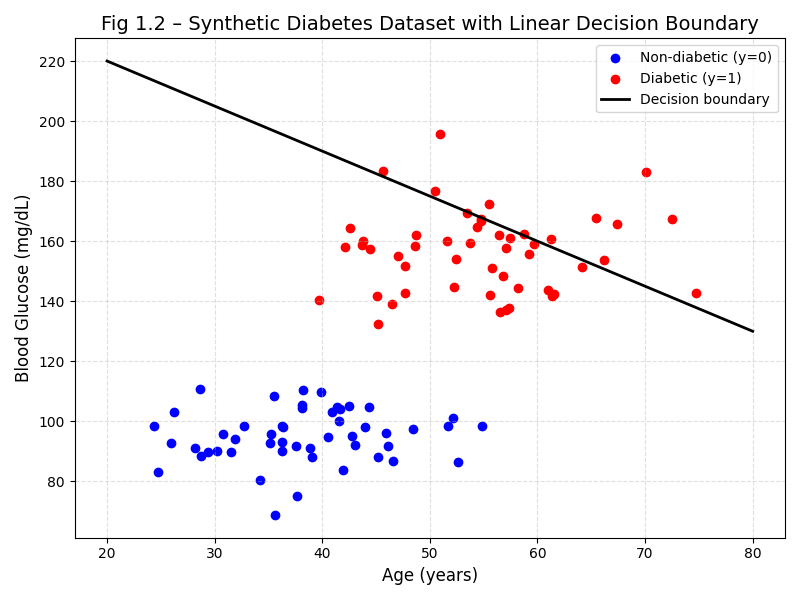 Fig 1.2 – Synthetic Diabetes Dataset with Linear Decision Boundary
Non-diabetic (y=0)
Diabetic (y=1)
Decision boundary
Blood Glucose (mg/dL)
220
200
180
160
140
120
100
80
20 30 40 50 60 70 80
Age (years)